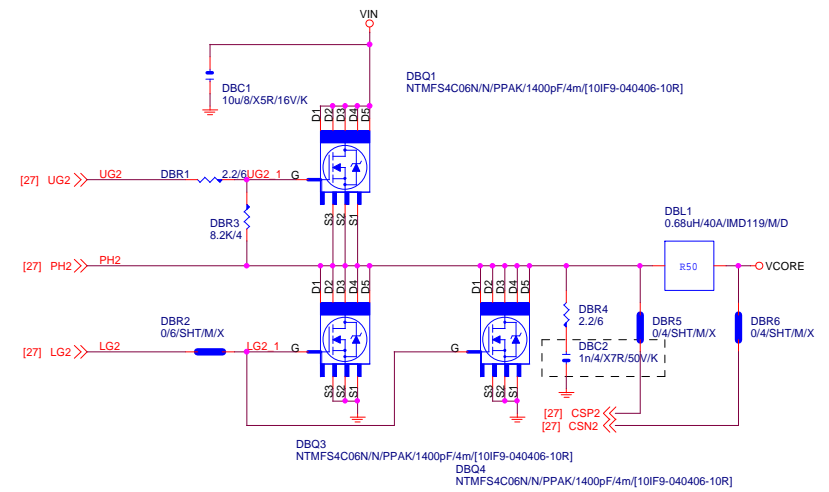 VIN
DBC1
10u/8/X5R/16V/K
DBQ1
NTMFS4C06N/N/PPAK/1400pF/4m/[10IF9-040406-10R]
D1
D2
D3
D4
D5
G
S3
S2
S1
[27] UG2
UG2
DBR1
2.2/6
UG2_1
DBR3
8.2K/4
[27] PH2
PH2
DBL1
0.68uH/40A/IMD119/M/D
R50
VCORE
D1
D2
D3
D4
D5
D1
D2
D3
D4
D5
DBR2
0/6/SHT/M/X
[27] LG2
LG2
LG2_1
G
S3
S2
S1
G
S3
S2
S1
DBR4
2.2/6
DBC2
1n/4/X7R/50V/K
DBR5
0/4/SHT/M/X
DBR6
0/4/SHT/M/X
[27] CSP2
[27] CSN2
DBQ3
NTMFS4C06N/N/PPAK/1400pF/4m/[10IF9-040406-10R]
DBQ4
NTMFS4C06N/N/PPAK/1400pF/4m/[10IF9-040406-10R]